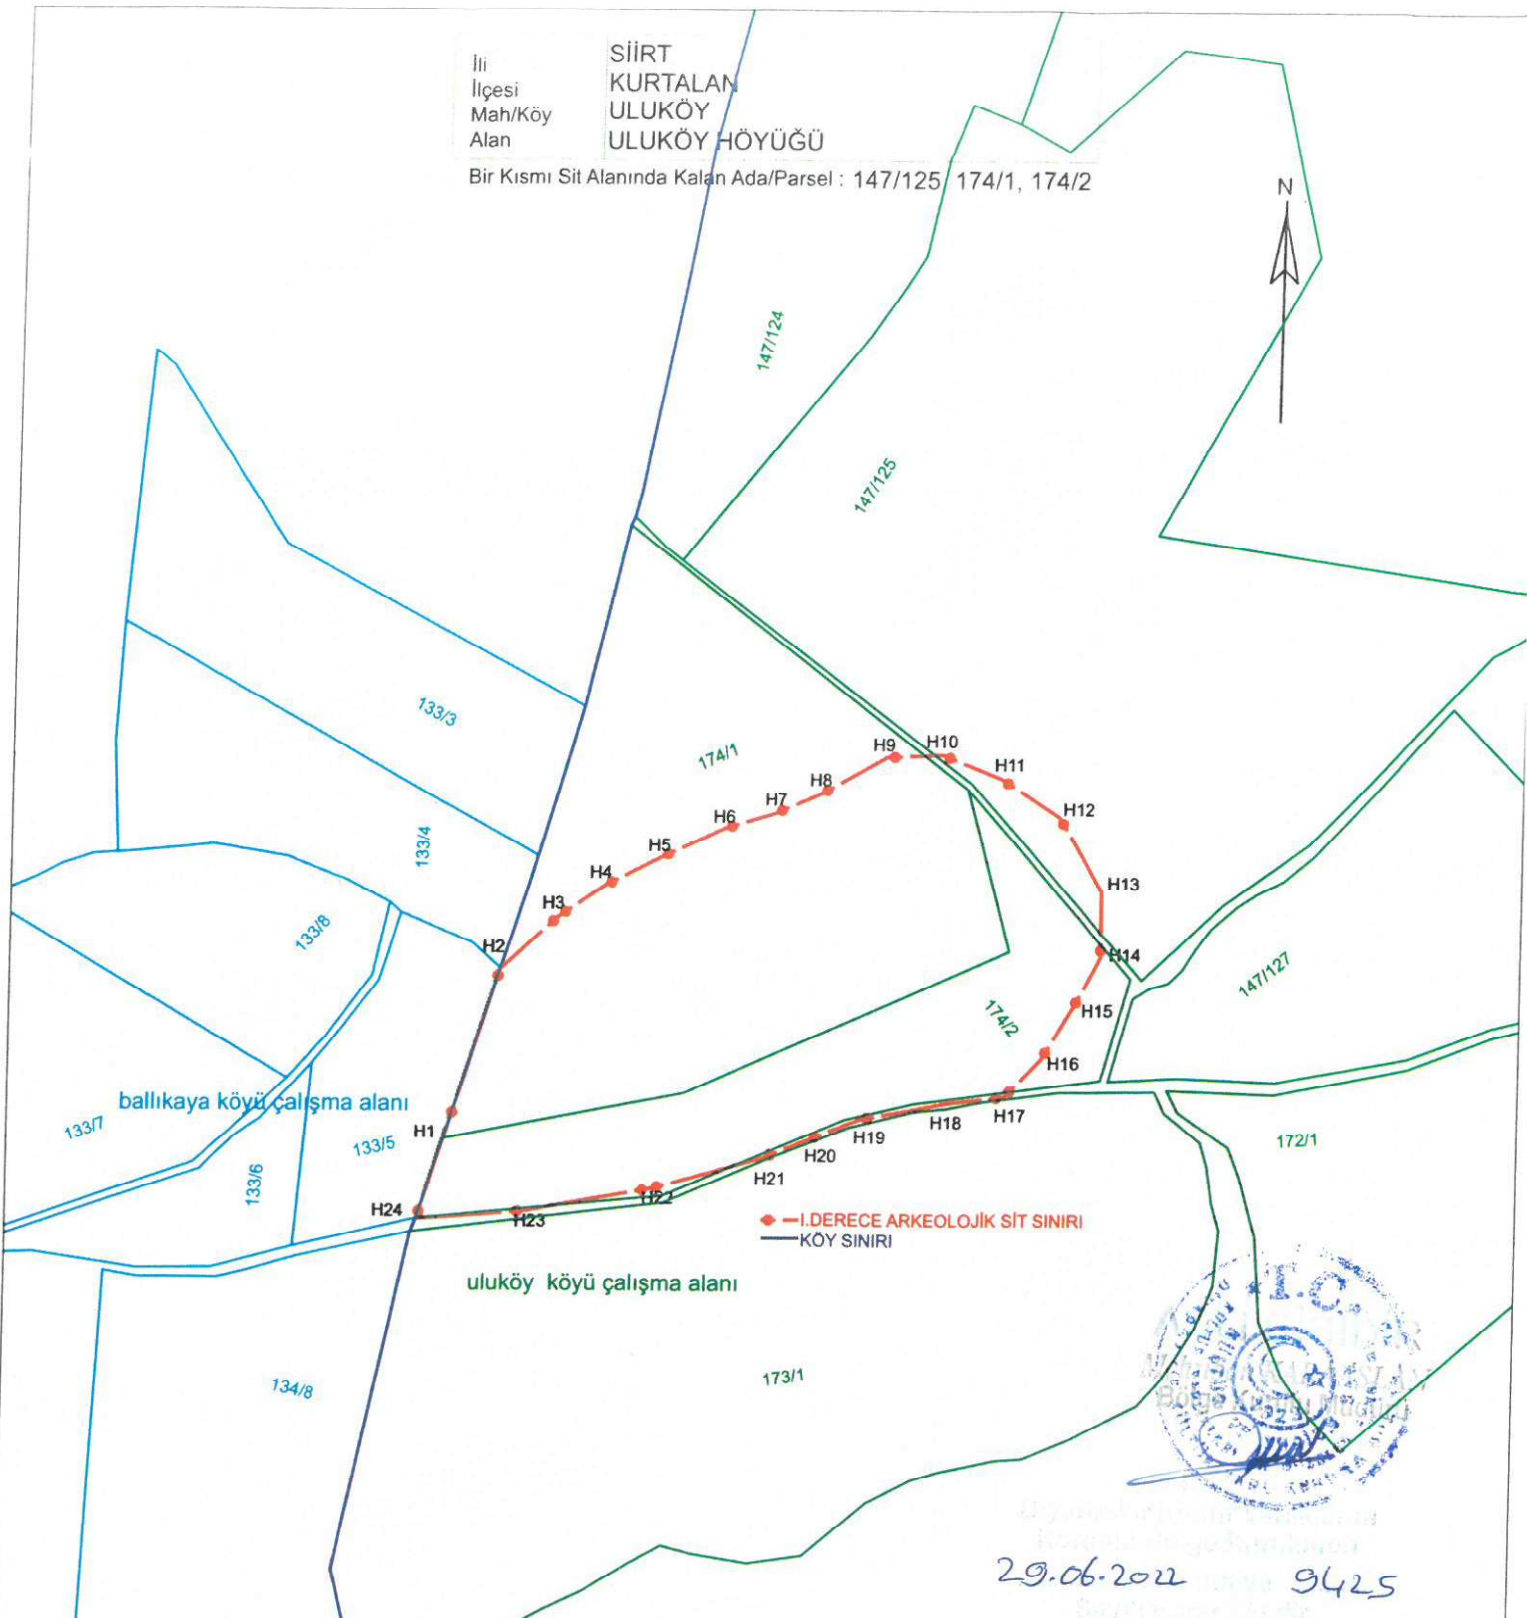 İli SİİRT
İlçesi KURTALAN
Mah/Köy ULUKÖY
Alan ULUKÖY HÖYÜĞÜ
Bir Kısmı Sit Alanında Kalan Ada/Parsel : 147/125 174/1, 174/2
N
147/124
147/125
133/3
174/1
H9
H10
H11
H8
H7
H12
H6
133/4
H5
H4
H13
H3
133/8
H2
H14
147/127
174/2
H15
H16
ballıkaya köyü çalışma alanı
H17
133/7
H1
H18
H19
133/5
H20
172/1
H21
133/6
H22
H24
H23
I.DERECE ARKEOLOJİK SİT SINIRI
KÖY SINIRI
uluköy köyü çalışma alanı
T.C.
134/8
173/1
Bölge Kurulu Müdürü
29.06.2022 9425